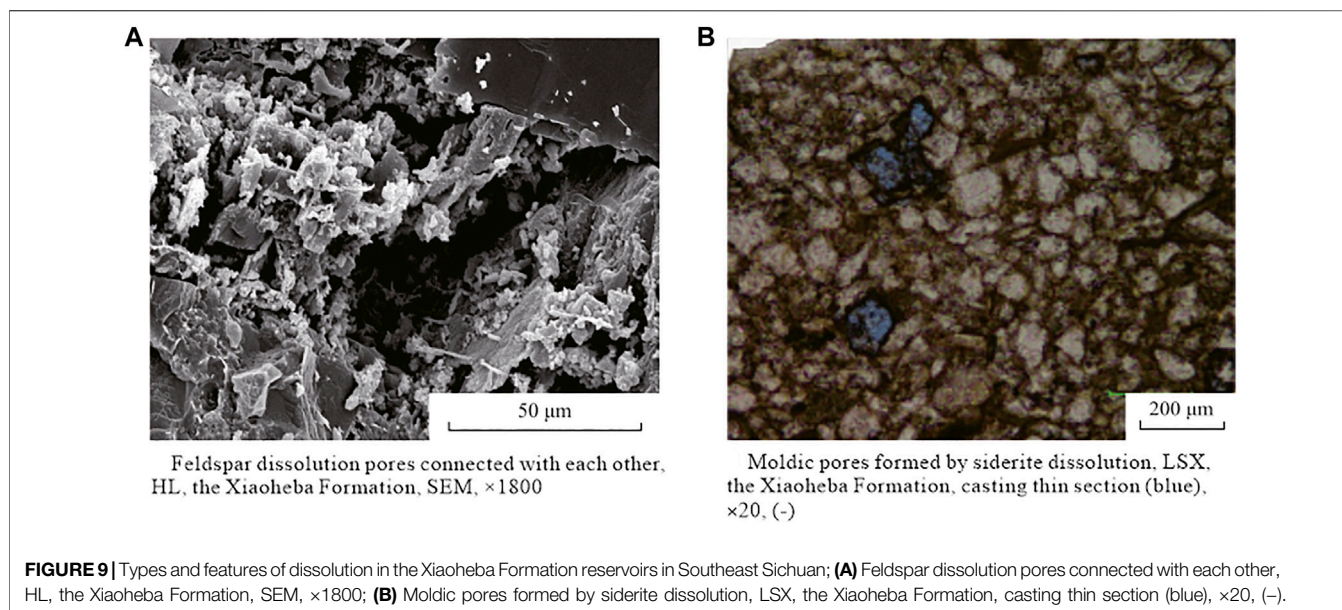 A
B
50 μm
200 μm
Feldspar dissolution pores connected with each other,
HL, the Xiaoheba Formation, SEM, ×1800
Moldic pores formed by siderite dissolution, LSX,
the Xiaoheba Formation, casting thin section (blue),
×20, (-)
FIGURE 9 | Types and features of dissolution in the Xiaoheba Formation reservoirs in Southeast Sichuan; (A) Feldspar dissolution pores connected with each other,
HL, the Xiaoheba Formation, SEM, ×1800; (B) Moldic pores formed by siderite dissolution, LSX, the Xiaoheba Formation, casting thin section (blue), ×20, (–).